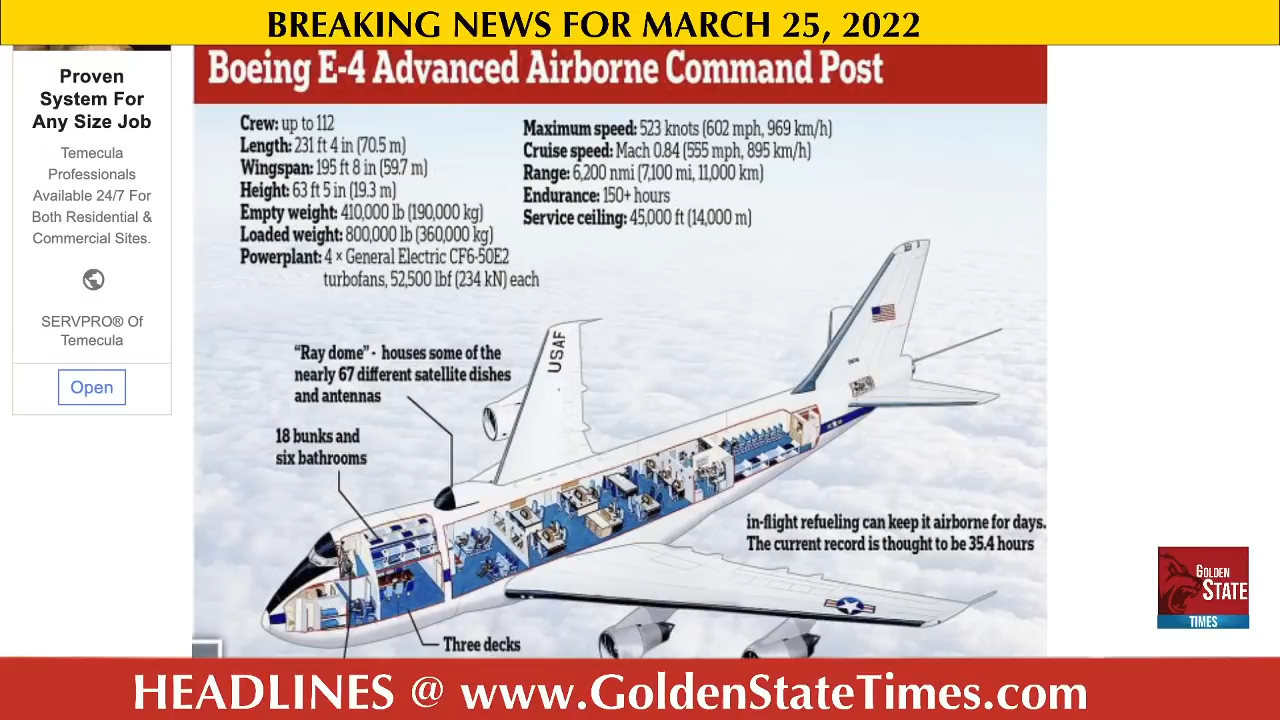 BREAKING NEWS FOR MARCH 25, 2022
Proven
System For
Any Size Job
Temecula
Professionals
Available 24/7 For
Both Residential &
Commercial Sites.
SERVPRO® Of
Temecula
Open
Boeing E-4 Advanced Airborne Command Post
Crew: up to 112
Length: 231 ft 4 in (70.5 m)
Wingspan: 195 ft 8 in (59.7 m)
Height: 63 ft 5 in (19.3 m)
Empty weight: 410,000 lb (190,000 kg)
Loaded weight: 800,000 lb (360,000 kg)
Powerplant: 4 × General Electric CF6-50E2
turbofans, 52,500 lbf (234 kN) each
Maximum speed: 523 knots (602 mph, 969 km/h)
Cruise speed: Mach 0.84 (555 mph, 895 km/h)
Range: 6,200 nmi (7,100 mi, 11,000 km)
Endurance: 150+ hours
Service ceiling: 45,000 ft (14,000 m)
USAF
"Ray dome" - houses some of the
nearly 67 different satellite dishes
and antennas
18 bunks and
six bathrooms
in-flight refueling can keep it airborne for days.
The current record is thought to be 35.4 hours
Three decks
GOLDEN
STATE
TIMES
HEADLINES @ www.GoldenStateTimes.com